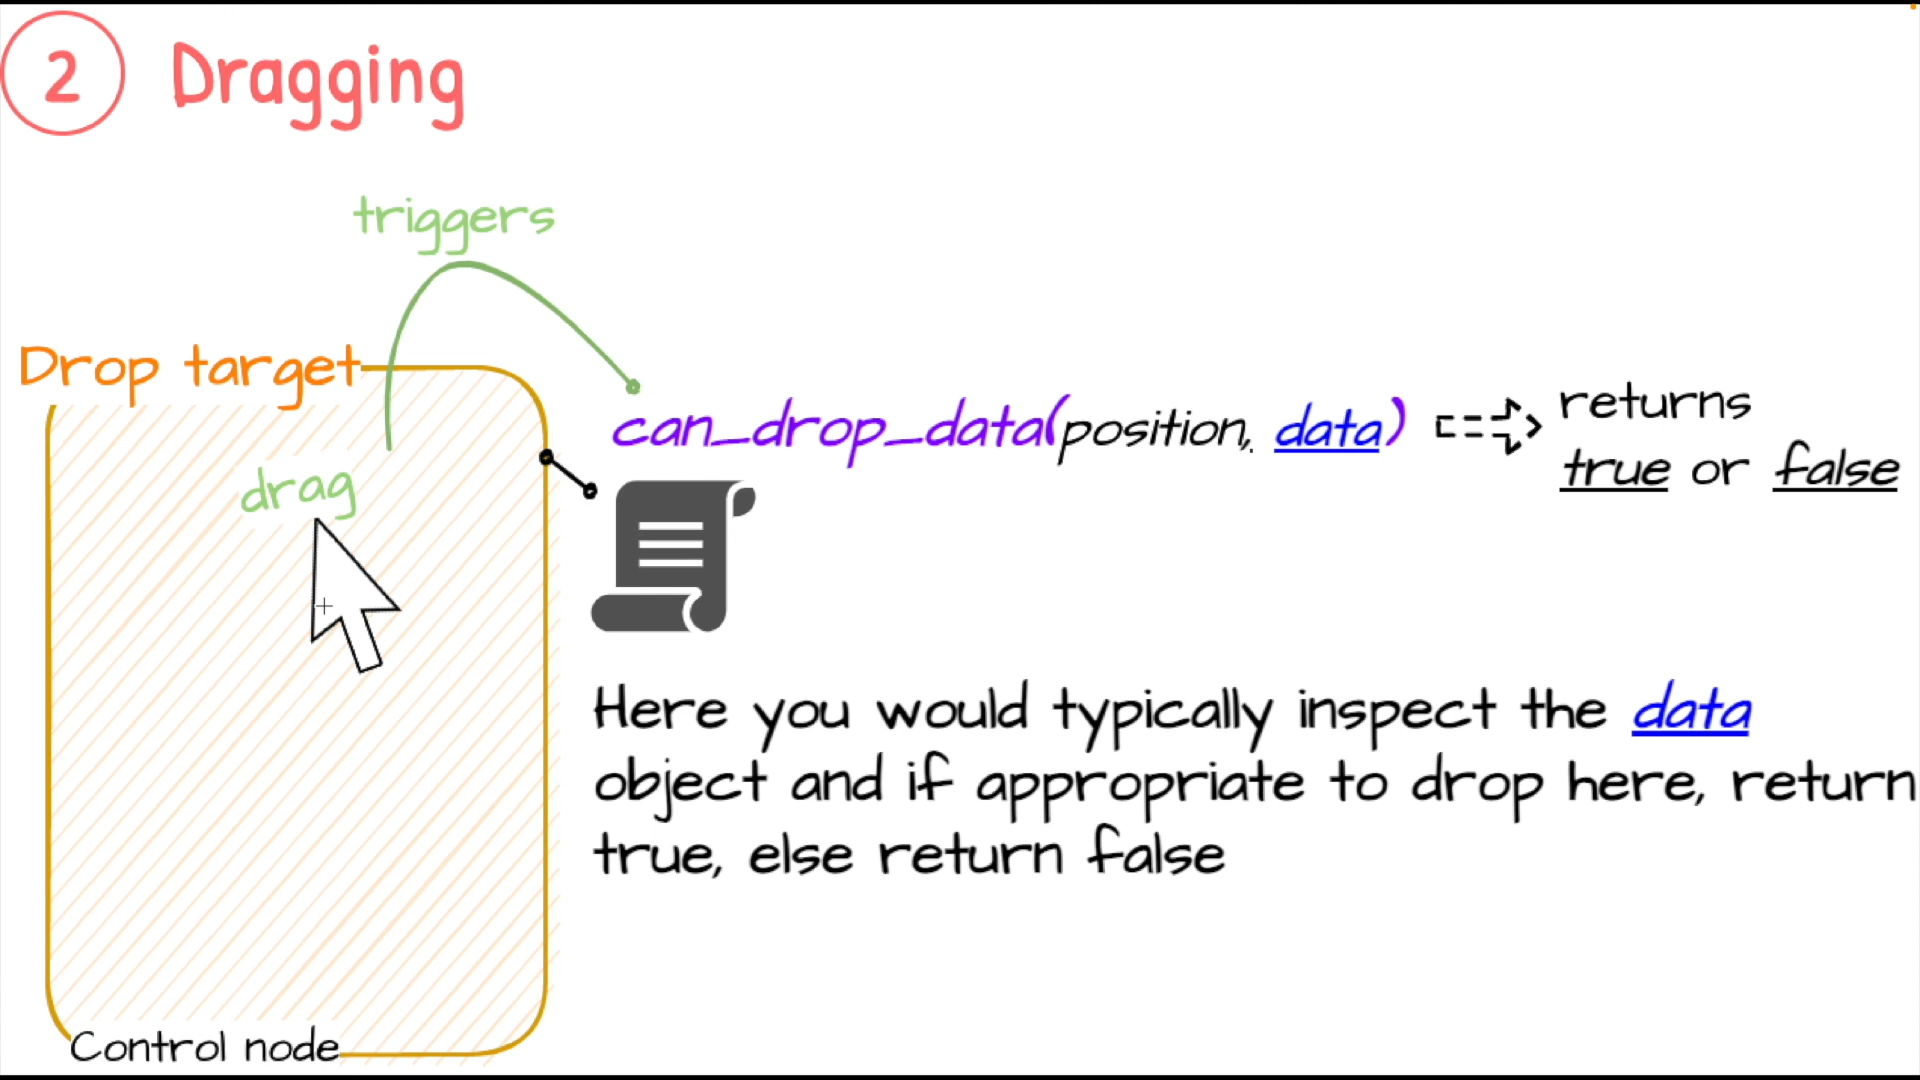 2 Dragging
triggers
Drop target
can_drop_data(position, data)
returns
true or false
drag
Here you would typically inspect the data
object and if appropriate to drop here, return
true, else return false
Control node